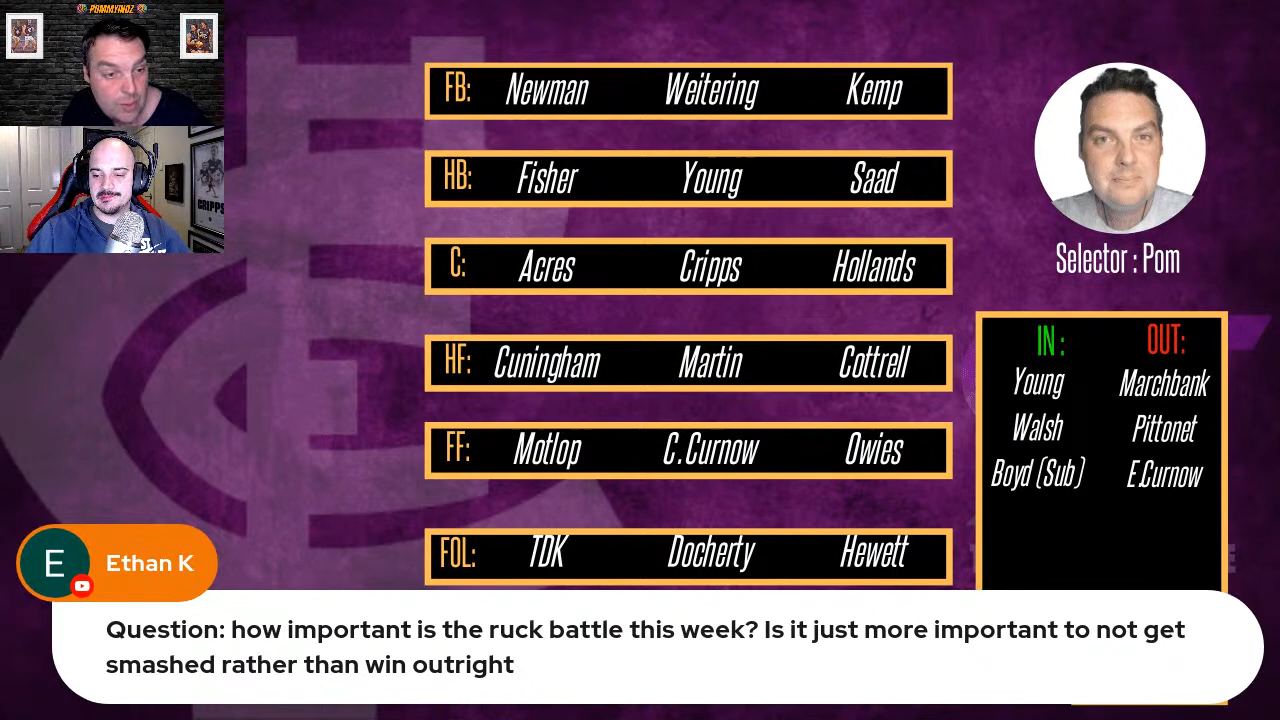 PUMMYINOZ
CRIPPS
FB: Newman Weitering Kemp
HB: Fisher Young Saad
C: Acres Cripps Hollands
HF: Cuningham Martin Cottrell
FF: Motlop C.Curnow Owies
FOL: TDK Docherty Hewett
Selector : Pom
IN : OUT:
Young Marchbank
Walsh Pittonet
Boyd (Sub) E.Curnow
E Ethan K
Question: how important is the ruck battle this week? Is it just more important to not get
smashed rather than win outright